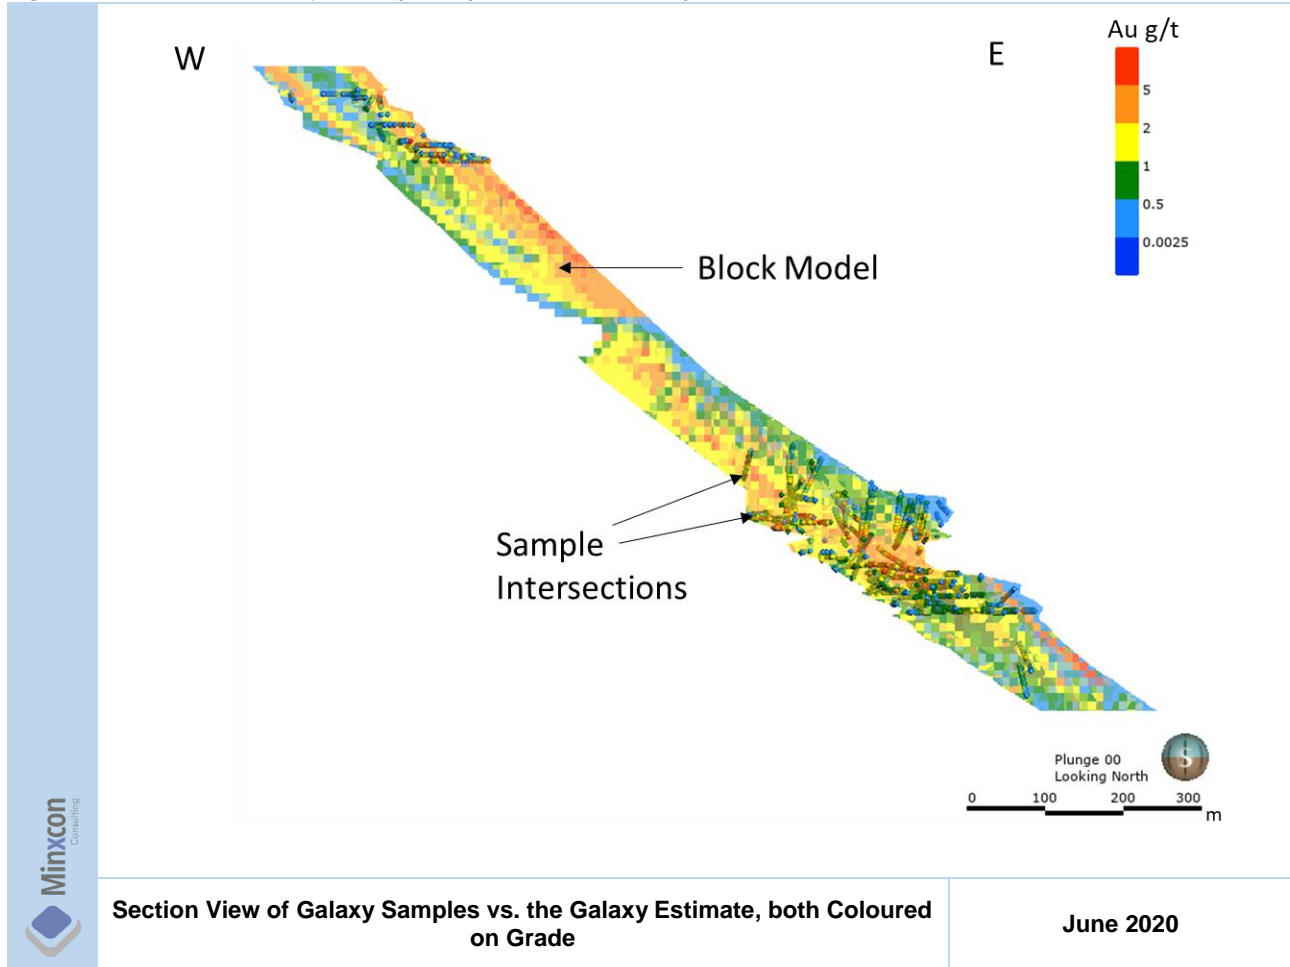 W
E
Au g/t
5
2
1
0.5
0.0025
Block Model
Sample
Intersections
Plunge 00
Looking North
S
0 100 200 300
m
Minxcon
Consulting
Section View of Galaxy Samples vs. the Galaxy Estimate, both Coloured
on Grade
June 2020